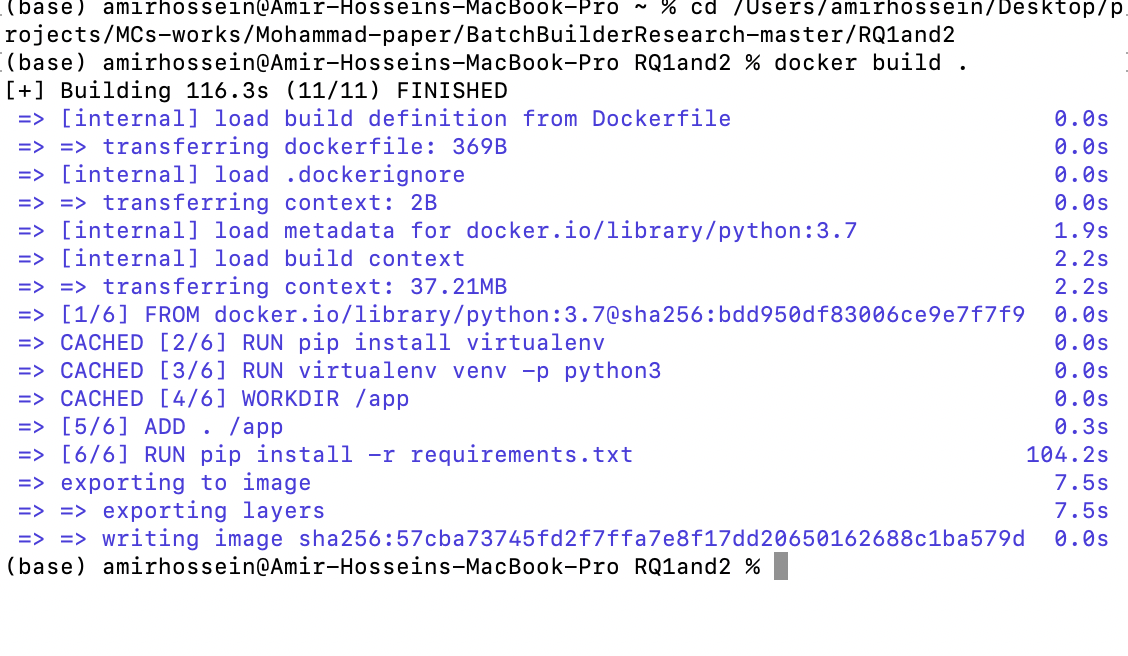 (base) amirhossein@Amir-Hosseins-MacBook-Pro ~ % cd /Users/amirhossein/Desktop/p
rojects/MCs-works/Mohammad-paper/BatchBuilderResearch-master/RQ1and2
(base) amirhossein@Amir-Hosseins-MacBook-Pro RQ1and2 % docker build .
[+] Building 116.3s (11/11) FINISHED
=> [internal] load build definition from Dockerfile 0.0s
=> => transferring dockerfile: 369B 0.0s
=> [internal] load .dockerignore 0.0s
=> => transferring context: 2B 0.0s
=> [internal] load metadata for docker.io/library/python:3.7 1.9s
=> [internal] load build context 2.2s
=> => transferring context: 37.21MB 2.2s
=> [1/6] FROM docker.io/library/python:3.7@sha256:bdd950df83006ce9e7f7f9 0.0s
=> CACHED [2/6] RUN pip install virtualenv 0.0s
=> CACHED [3/6] RUN virtualenv venv -p python3 0.0s
=> CACHED [4/6] WORKDIR /app 0.0s
=> [5/6] ADD . /app 0.3s
=> [6/6] RUN pip install -r requirements.txt 104.2s
=> exporting to image 7.5s
=> => exporting layers 7.5s
=> => writing image sha256:57cba73745fd2f7ffa7e8f17dd20650162688c1ba579d 0.0s
(base) amirhossein@Amir-Hosseins-MacBook-Pro RQ1and2 %